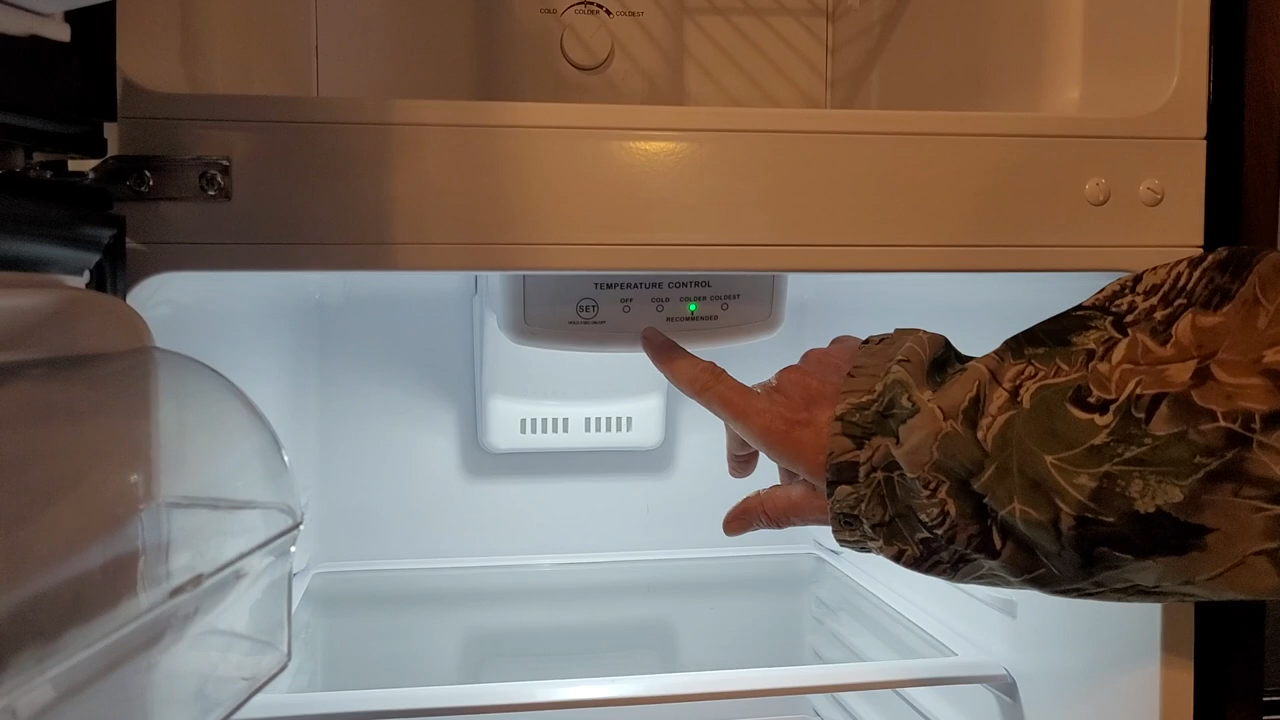 COLD COLDER COLDEST
TEMPERATURE CONTROL
SET OFF COLD COLDER COLDEST
RECOMMENDED